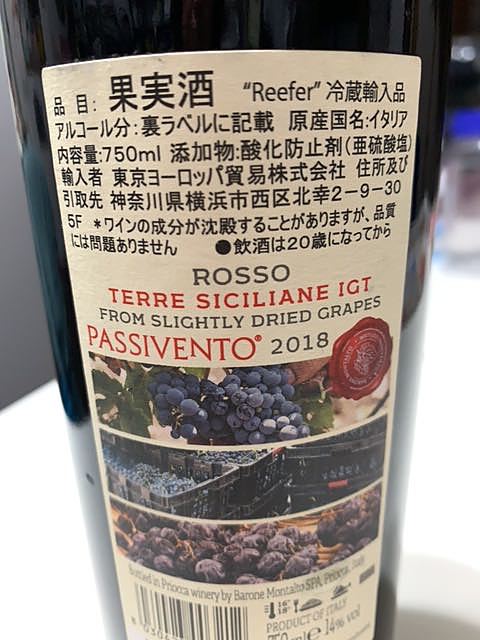 品目: 果実酒 "Reefer" 冷蔵輸入品
アルコール分:裏ラベルに記載 原産国名:イタリア
内容量:750ml 添加物:酸化防止剤(亜硫酸塩)
輸入者 東京ヨーロッパ貿易株式会社 住所及び
引取先 神奈川県横浜市西区北幸2-9-30
5F *ワインの成分が沈殿することがありますが、品質
には問題ありません ●飲酒は20歳になってから
ROSSO
TERRE SICILIANE IGT
FROM SLIGHTLY DRIED GRAPES
PASSIVENTO® 2018
Bottled in Priocca winery by Barone Montalto SPA, Priocca, Italy
16°
18°
PRODUCT OF ITALY
750 ml e 14% vol